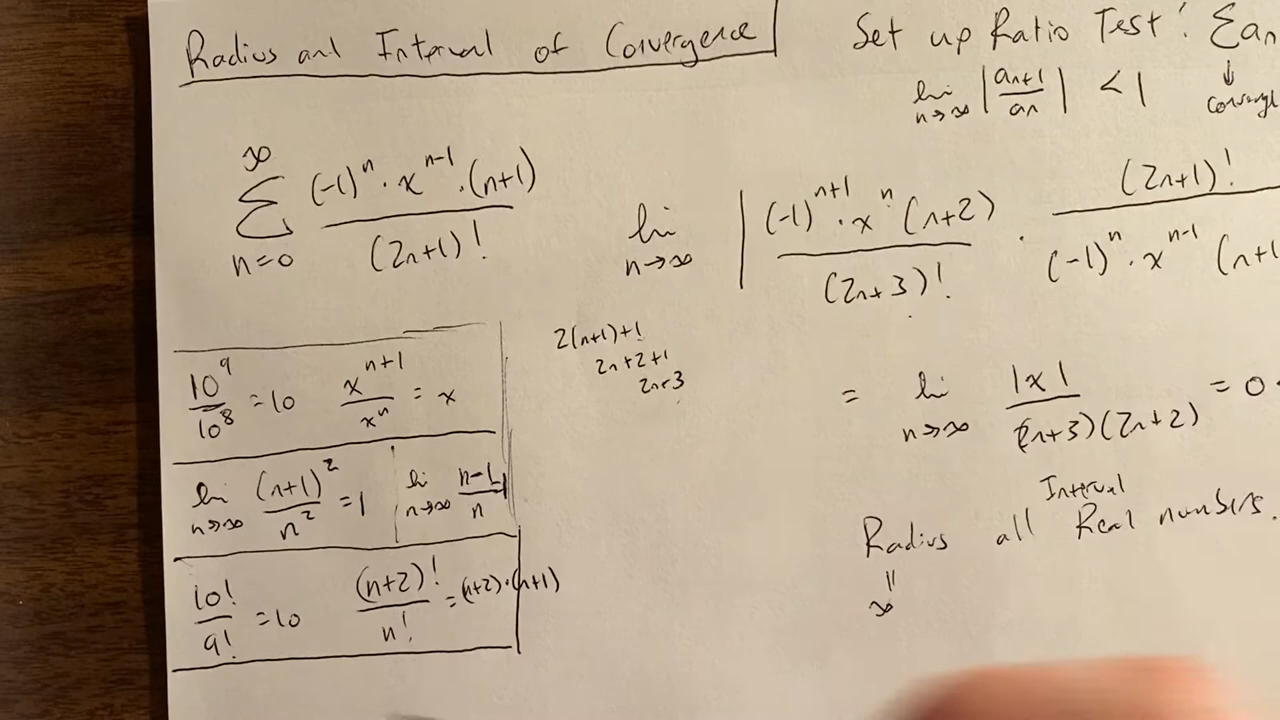 Radius and Interval of Convergence
Set up Ratio Test: Σan
lim n→∞ |an+1/an| < 1
↓
converge
∞ Σ n=0 (-1)^n · x^(n-1) · (n+1) / (2n+1)!
lim n→∞ | (-1)^(n+1) · x^n (n+2) / (2n+3)! · (2n+1)! / (-1)^n · x^(n-1) (n+1
2(n+1)+1
2n+2+1
2n+3
= lim n→∞ |x| / (2n+3)(2n+2) = 0
Interval
Radius all Real numbers.
=
∞
10^9/10^8 = 10 x^(n+1)/x^n = x
lim n→∞ (n+1)^2/n^2 = 1 lim n→∞ n-1/n
10!/9! = 10 (n+2)!/n! = (n+2)·(n+1)